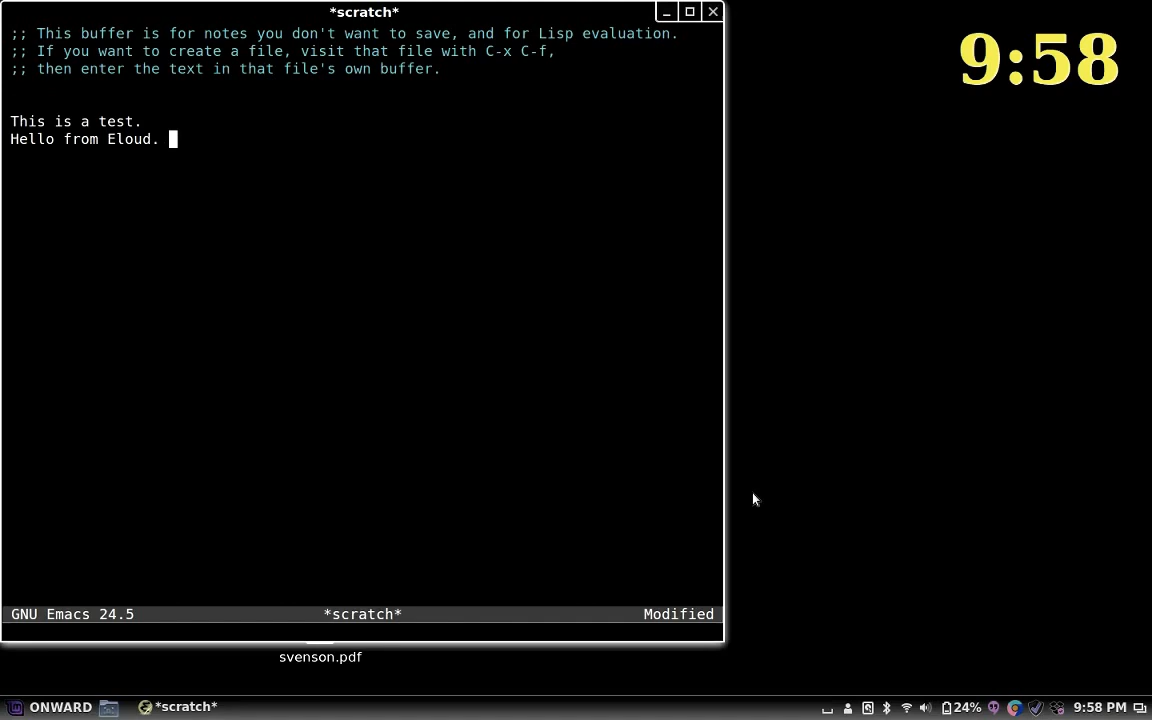 *scratch*
;; This buffer is for notes you don't want to save, and for Lisp evaluation.
;; If you want to create a file, visit that file with C-x C-f,
;; then enter the text in that file's own buffer.
This is a test.
Hello from Eloud.
GNU Emacs 24.5 *scratch* Modified
9:58
svenson.pdf
ONWARD *scratch* 24% 9:58 PM